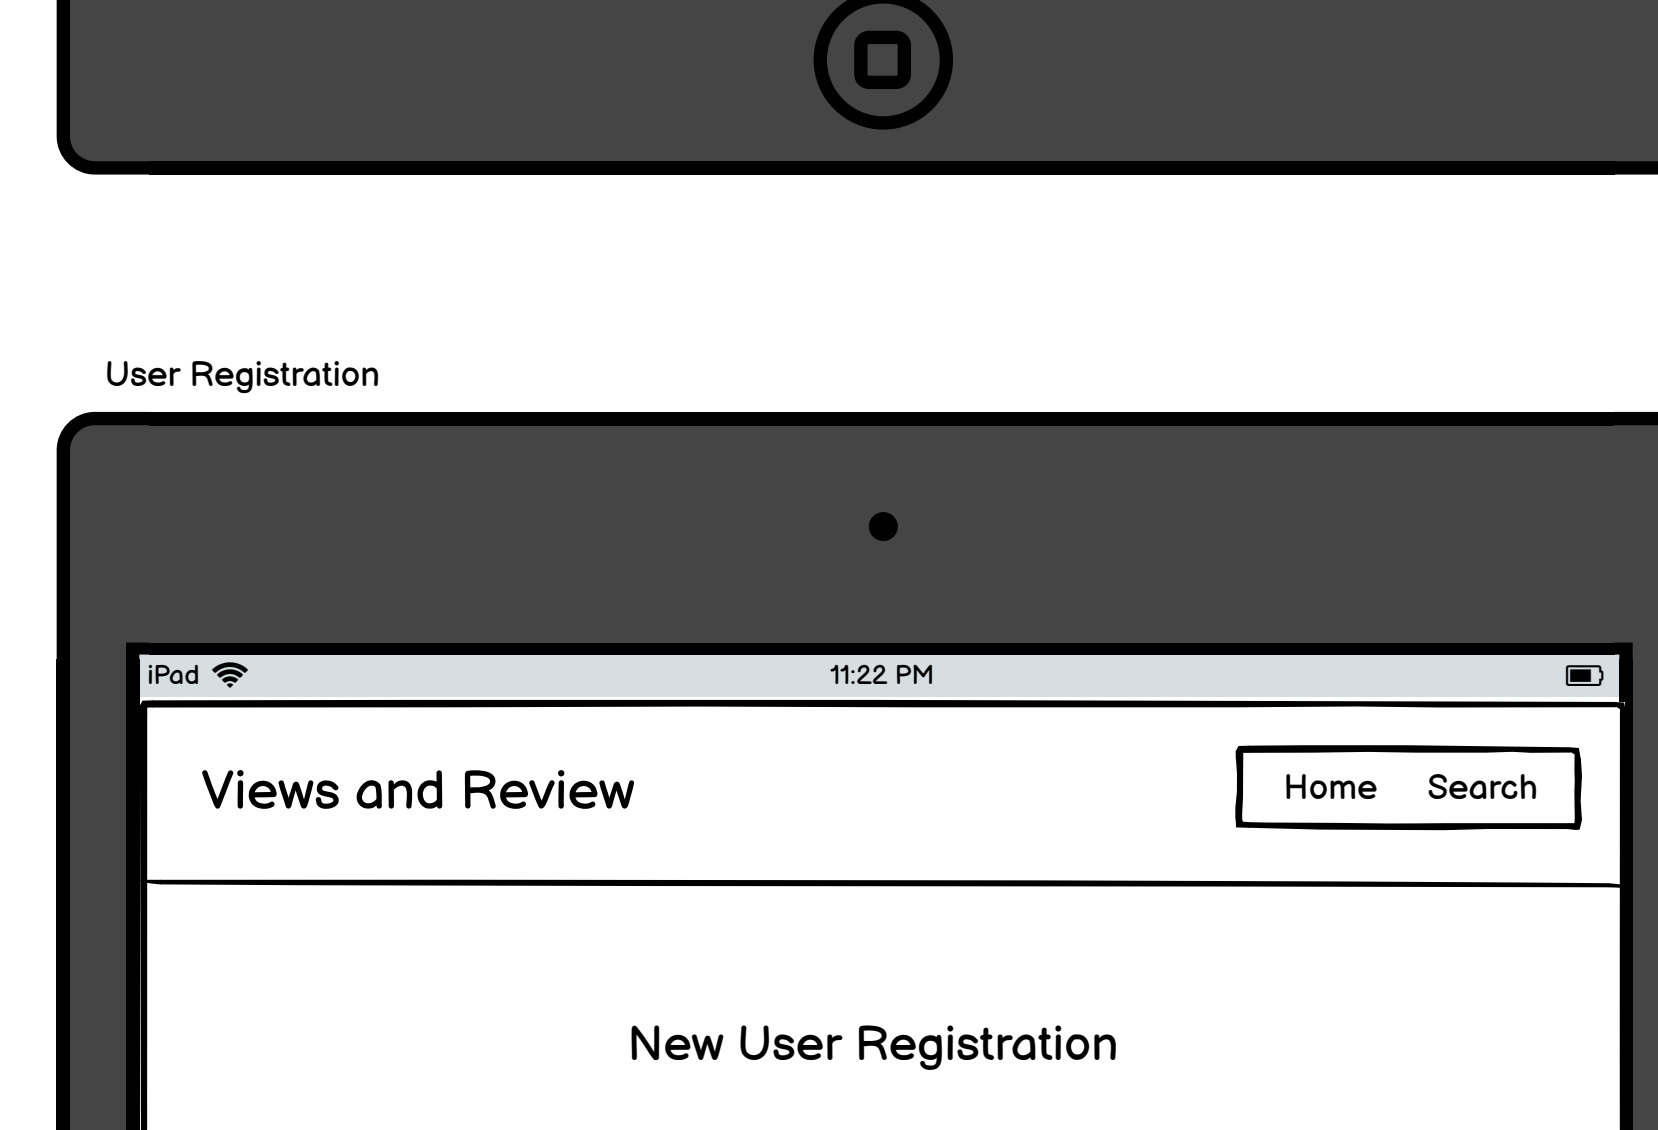 User Registration
iPad 11:22 PM
Views and Review Home Search
New User Registration